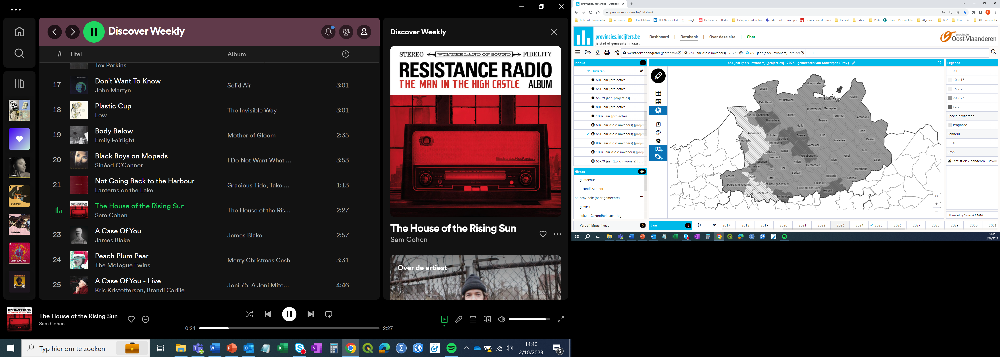 Discover Weekly
# Titel Album
Tex Perkins
17 Don't Want To Know Solid Air 3:01
John Martyn
18 Plastic Cup The Invisible Way 3:01
Low
19 Body Below Mother of Gloom 2:35
Emily Fairlight
20 Black Boys on Mopeds I Do Not Want What ... 3:53
Sinéad O'Connor
21 Not Going Back to the Harbour Gracious Tide, Take ... 1:13
Lanterns on the Lake
The House of the Rising Sun The House of the Ris... 2:27
Sam Cohen
23 A Case Of You James Blake 2:57
James Blake
24 Peach Plum Pear Merry Christmas Cash 3:31
The McTague Twins
25 A Case Of You - Live Joni 75: A Joni Mitc... 4:46
Kris Kristofferson, Brandi Carlile
Jazzmix
Daily Mix 5
Daily Mix 2
Jaren 2000-mix
Discover Weekly
STEREO WONDERLAND OF SOUND FIDELITY
RESISTANCE RADIO
THE MAN IN THE HIGH CASTLE ALBUM
Electronica.Musikanten
VOLUME
TUNING
The House of the Rising Sun
Sam Cohen
Over de artiest
RESISTANCE RADIO
The House of the Rising Sun
Sam Cohen
0:24 2:27
Typ hier om te zoeken
14:40
2/10/2023
5
provincies.incijfers.be - Databan
provincies.incijfers.be/databank
Beheerde bookmarks accounts Telenet: Inbox Het Nieuwsblad Google Herbeluister - Radi... Geïmporteerd uit In... Microsoft Teams - p... extranet van de pro... Klimaat arbeid PinC Home - Provant Int... Algemeen KSZ Kbo » Alle bookmarks
provincies.incijfers.be
je stad of gemeente in kaart
Dashboard | Databank | Over deze site | Chat
provincie
Oost-Vlaanderen
werkzoekendengraad (jaargemid 75+ jaar (t.o.v. inwoners) - 2023 - 65+ jaar (t.o.v. inwoners) [project +
Inhoud 1
Ouderen
60+ jaar [projecties]
65+ jaar [projecties]
65-79 jaar [projecties]
80+ jaar [projecties]
100+ jaar [projecties]
60+ jaar (t.o.v. inwoners) [projec
65+ jaar (t.o.v. inwoners) [projec
80+ jaar (t.o.v. inwoners) [projec
100+ jaar (t.o.v. inwoners) [proj
65-79 jaar (t.o.v. inwoners) [pro
Niveau 69
gemeente
arrondissement
provincie (naar gemeente) ...
gewest
Lokaal Gezondheidsoverleg
Vergelijkingsniveau 0
65+ jaar (t.o.v. inwoners) [projecties] - 2025 - gemeenten van Antwerpen (Prov.)
Hoogstraten
Essen
Ravels
Baarle-Hertog
Wuustwezel
Kalmthout
Rijkevorsel
Merksplas
Stabroek
Kapellen
Brecht
Turnhout
Arendonk
Brasschaat
Beerse
Malle
Retie
Antwerpen
Schoten
Schilde
Zoersel
Lille
Kasterlee
Dessel
Zwijndrecht
Wijnegem
Vorselaar
Mol
Borsbeek
Ranst
Grobbendonk
Geel
Boechout
Nijlen
Olen
Balen
Edegem
Herenthout
Aartselaar
Lint
Lier
Berlaar
Meerhout
Bornem
Boom
Duffel
Westerlo
Laakdal
Puurs-Sint-Amands
Sint-Katelijne-Waver
Hulshout
Heist-op-den-Berg
Herselt
Mechelen
Bonheiden
Legenda
< 10
10 < 15
15 < 20
20 < 25
>= 25
Speciale waarden
Prognose
Eenheid
%
Bron
Statistiek Vlaanderen - Bevol
Powered by Swing 6.2.8670
Jaar 1 2017 2018 2019 2020 2021 2022 2023 2024 2025 2026 2027 2028 2029 2030 2031
14:40
2/10/2023